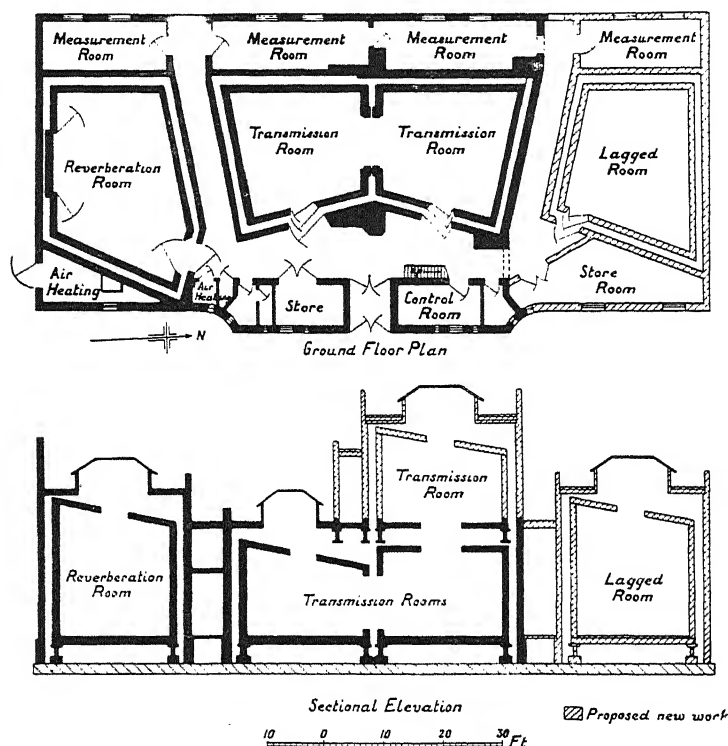 Measurement
Room
Measurement
Room
Measurement
Room
Measurement
Room
Reverberation
Room
Transmission
Room
Transmission
Room
Lagged
Room
Air
Heating
Air
Heating
Store
Control
Room
Store
Room
N
Ground Floor Plan
Transmission
Room
Reverberation
Room
Transmission Rooms
Lagged
Room
Sectional Elevation
Proposed new work
10 0 10 20 30 Ft